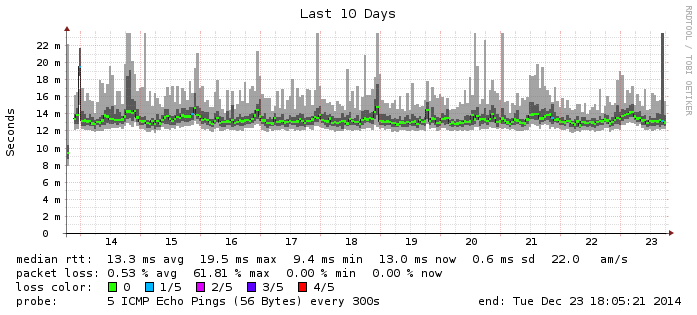 Last 10 Days
RRDTOOL / TOBI OETIKER
Seconds
22 m
20 m
18 m
16 m
14 m
12 m
10 m
8 m
6 m
4 m
2 m
0
14 15 16 17 18 19 20 21 22 23
median rtt: 13.3 ms avg 19.5 ms max 9.4 ms min 13.0 ms now 0.6 ms sd 22.0 am/s
packet loss: 0.53 % avg 61.81 % max 0.00 % min 0.00 % now
loss color: 0 1/5 2/5 3/5 4/5
probe: 5 ICMP Echo Pings (56 Bytes) every 300s end: Tue Dec 23 18:05:21 2014